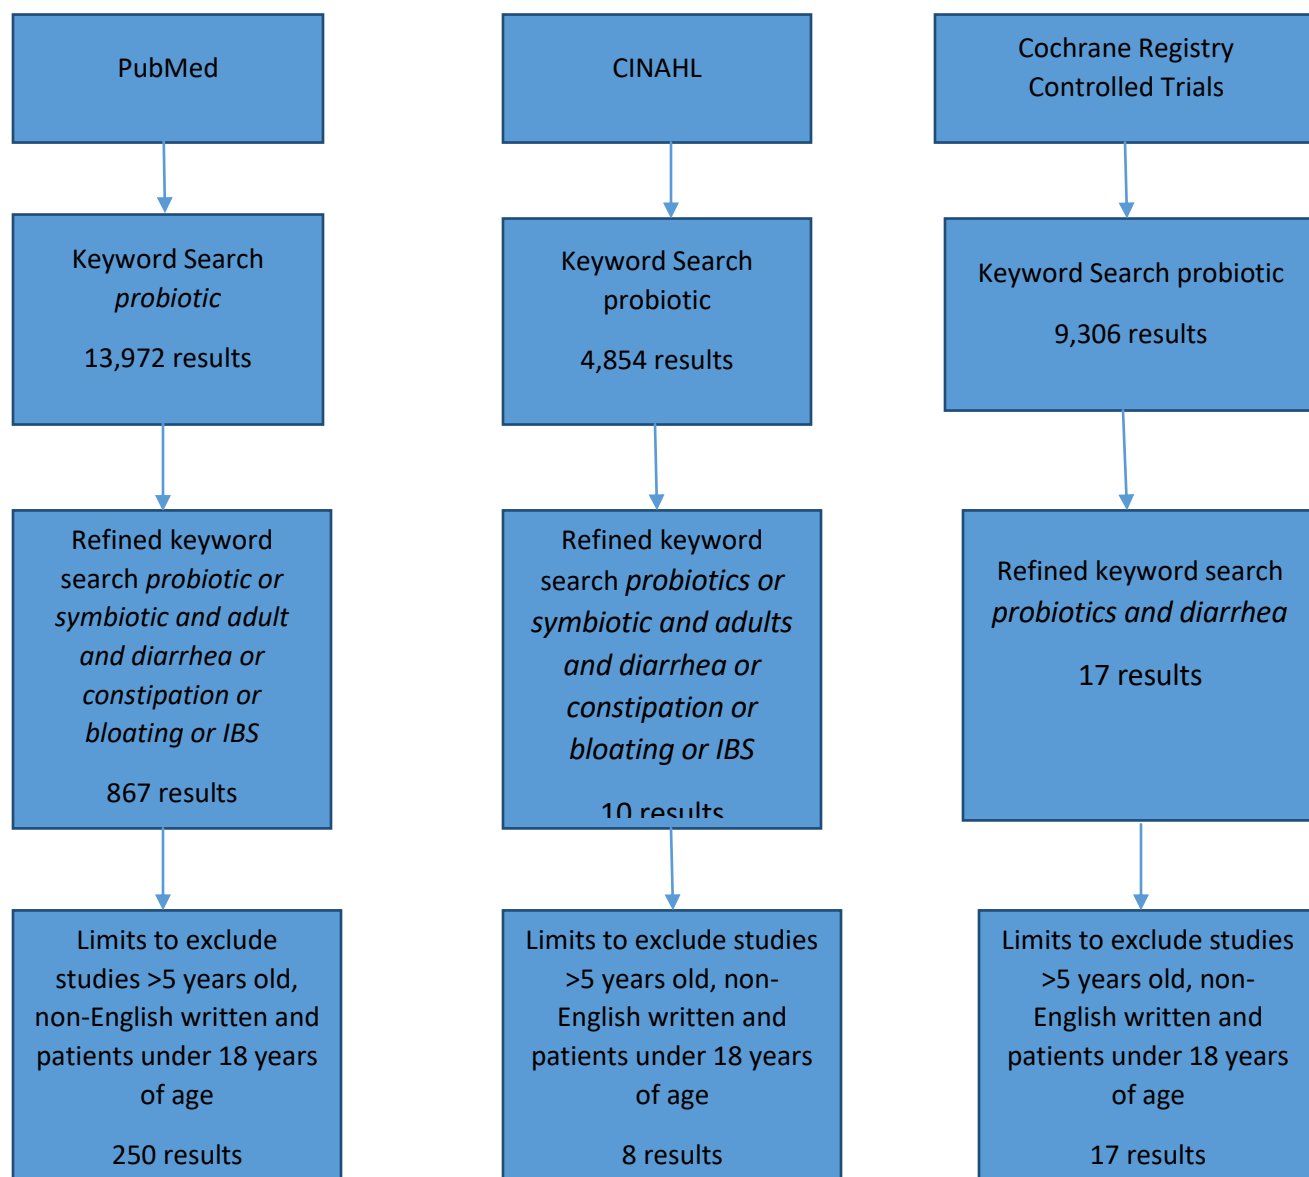 PubMed
Keyword Search
probiotic
13,972 results
Refined keyword
search probiotic or
symbiotic and adult
and diarrhea or
constipation or
bloating or IBS
867 results
Limits to exclude
studies >5 years old,
non-English written and
patients under 18 years
of age
250 results
CINAHL
Keyword Search
probiotic
4,854 results
Refined keyword
search probiotics or
symbiotic and adults
and diarrhea or
constipation or
bloating or IBS
10 results
Limits to exclude studies
>5 years old, non-
English written and
patients under 18 years
of age
8 results
Cochrane Registry
Controlled Trials
Keyword Search probiotic
9,306 results
Refined keyword search
probiotics and diarrhea
17 results
Limits to exclude studies
>5 years old, non-
English written and
patients under 18 years
of age
17 results